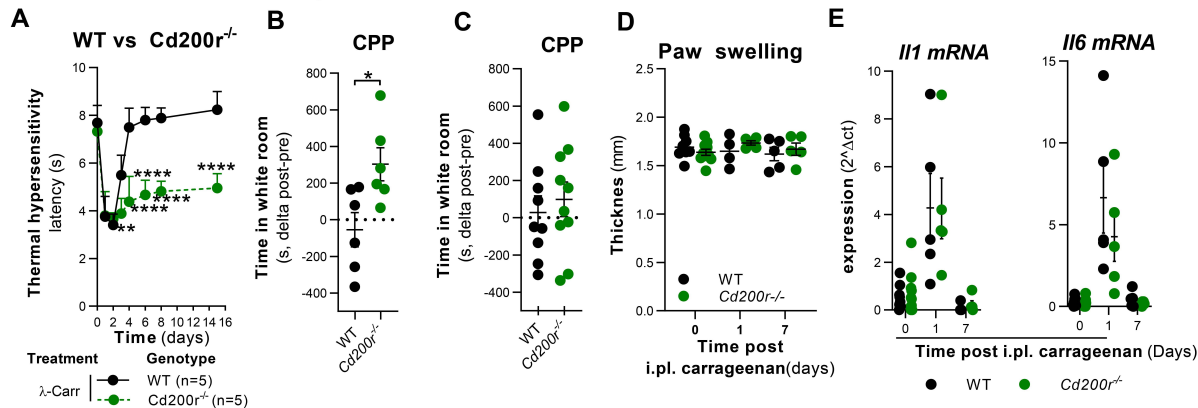 A
WT vs Cd200r-/-
Thermal hypersensitivity
latency (s)
10
8
6
4
2
0
****
****
****
****
**
0 2 4 6 8 10 12 14 16
Time (days)
Treatment Genotype
λ-Carr
WT (n=5)
Cd200r-/- (n=5)
B
CPP
Time in white room
(s, delta post-pre)
800
600
400
200
0
-200
-400
*
WT
Cd200r-/-
C
CPP
Time in white room
(s, delta post-pre)
800
600
400
200
0
-200
-400
WT
Cd200r-/-
D
Paw swelling
Thickness (mm)
2.5
2.0
1.5
1.0
0.5
0.0
WT
Cd200r-/-
0 1 7
Time post
i.pl. carrageenan(days)
E
Il1 mRNA
expression (2^Δct)
10
8
6
4
2
0
0 1 7
Il6 mRNA
15
10
5
0
0 1 7
Time post i.pl. carrageenan (Days)
WT Cd200r-/-